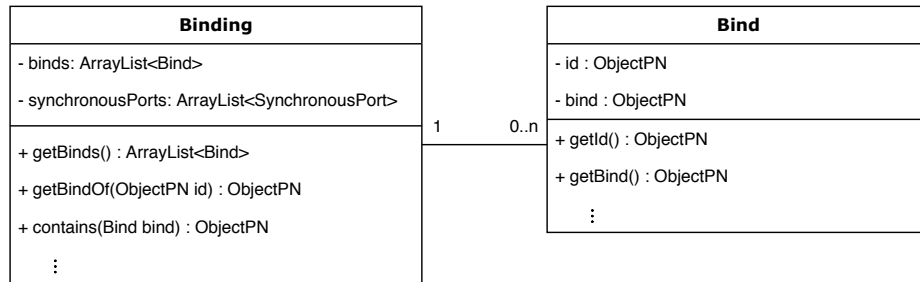 Binding
- binds: ArrayList<Bind>
- synchronousPorts: ArrayList<SynchronousPort>
+ getBinds() : ArrayList<Bind>
+ getBindOf(ObjectPN id) : ObjectPN
+ contains(Bind bind) : ObjectPN
⋮
1
0..n
Bind
- id : ObjectPN
- bind : ObjectPN
+ getId() : ObjectPN
+ getBind() : ObjectPN
⋮